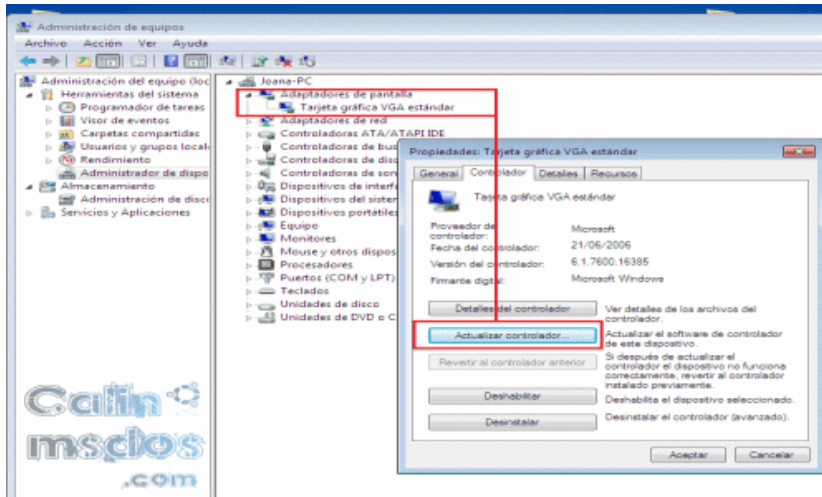 Administración de equipos
Archivo Acción Ver Ayuda
Administración del equipo (loc
Herramientas del sistema
Programador de tareas
Visor de eventos
Carpetas compartidas
Usuarios y grupos locale
Rendimiento
Administrador de dispo
Almacenamiento
Administración de disco
Servicios y Aplicaciones
Joana-PC
Adaptadores de pantalla
Tarjeta gráfica VGA estándar
Adaptadores de red
Controladoras ATA/ATAPI IDE
Controladoras de bus
Controladoras de disc
Controladoras de son
Dispositivos de interfa
Dispositivos del sister
Dispositivos portátiles
Equipo
Monitores
Mouse y otros dispos
Procesadores
Puertos (COM y LPT)
Teclados
Unidades de disco
Unidades de DVD o C
Propiedades: Tarjeta gráfica VGA estándar
General Controlador Detalles Recursos
Tarjeta gráfica VGA estándar
Proveedor de controlador: Microsoft
Fecha del controlador: 21/06/2006
Versión del controlador: 6.1.7600.16385
Firmante digital: Microsoft Windows
Detalles del controlador
Ver detalles de los archivos del
controlador.
Actualizar controlador...
Actualizar el software de controlador
de este dispositivo.
Revertir al controlador anterior
Si después de actualizar el
controlador el dispositivo no funciona
correctamente, revertir al controlador
instalado previamente.
Deshabilitar
Deshabilita el dispositivo seleccionado.
Desinstalar
Desinstalar el controlador (avanzado).
Aceptar Cancelar
Calin
msdos
.com